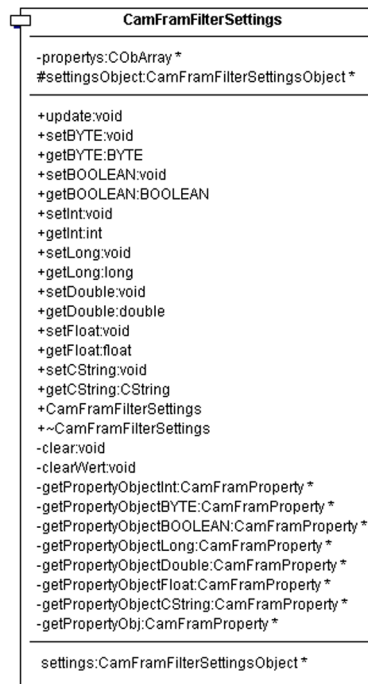 CamFramFilterSettings
-propertys:CObArray *
#settingsObject:CamFramFilterSettingsObject *
+update:void
+setBYTE:void
+getBYTE:BYTE
+setBOOLEAN:void
+getBOOLEAN:BOOLEAN
+setInt:void
+getInt:int
+setLong:void
+getLong:long
+setDouble:void
+getDouble:double
+setFloat:void
+getFloat:float
+setCString:void
+getCString:CString
+CamFramFilterSettings
+~CamFramFilterSettings
-clear:void
-clearWert:void
-getPropertyObjectInt:CamFramProperty *
-getPropertyObjectBYTE:CamFramProperty *
-getPropertyObjectBOOLEAN:CamFramProperty *
-getPropertyObjectLong:CamFramProperty *
-getPropertyObjectDouble:CamFramProperty *
-getPropertyObjectFloat:CamFramProperty *
-getPropertyObjectCString:CamFramProperty *
-getPropertyObj:CamFramProperty *
settings:CamFramFilterSettingsObject *